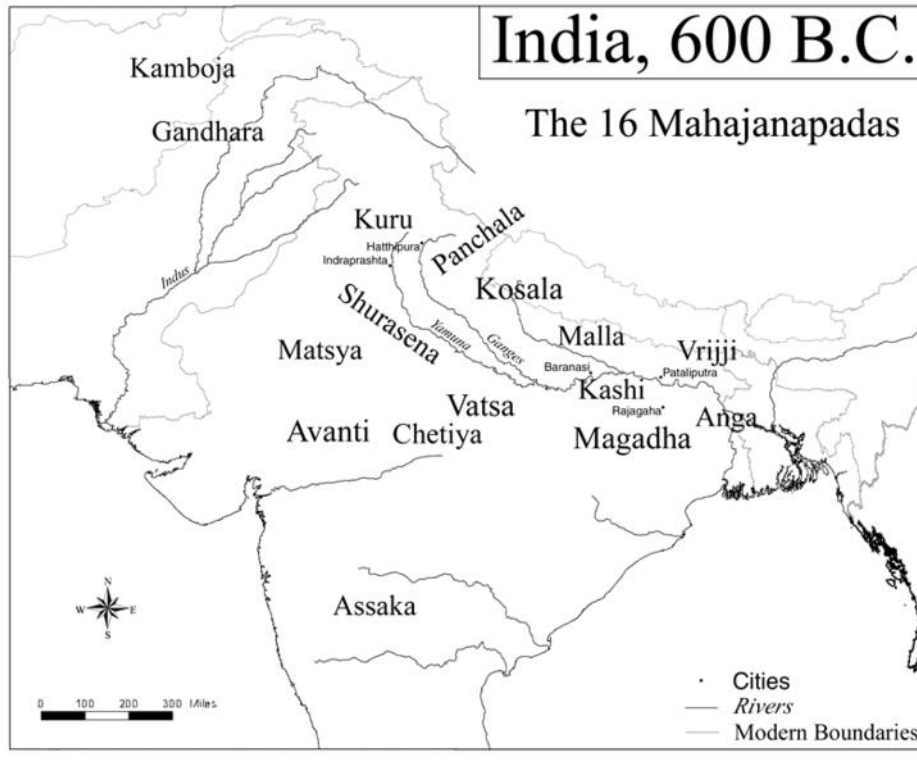 India, 600 B.C.
The 16 Mahajanapadas
Kamboja
Gandhara
Kuru
Panchala
Hatthipura
Indraprashta
Indus
Kosala
Shurasena
Yamuna
Ganges
Malla
Matsya
Vrijji
Baranasi
Pataliputra
Kashi
Vatsa
Rajagaha
Anga
Avanti
Chetiya
Magadha
Assaka
N
W E
S
0 100 200 300 Miles
Cities
Rivers
Modern Boundaries